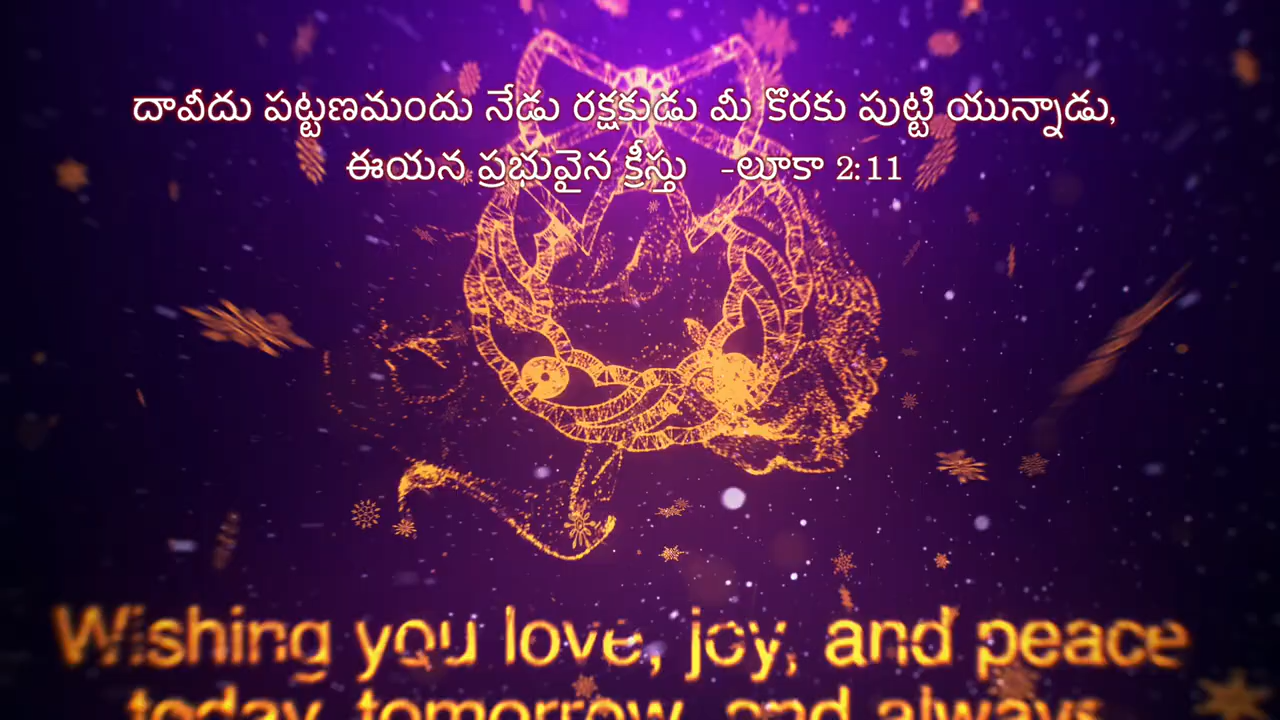 దావీదు పట్టణమందు నేడు రక్షకుడు మీ కొరకు పుట్టి యున్నాడు,
ఈయన ప్రభువైన క్రీస్తు -లూకా 2:11
Wishing you love, joy, and peace
today, tomorrow, and always